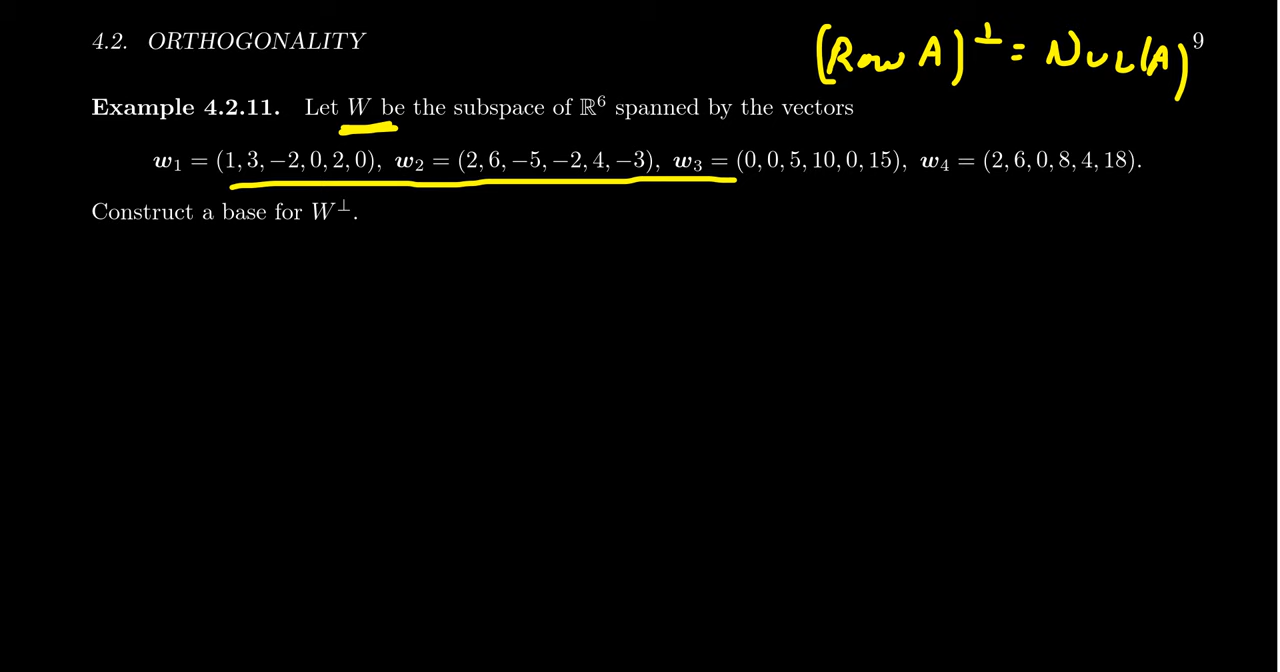 4.2. ORTHOGONALITY
(Row A)⊥ = NUL(A)
9
Example 4.2.11. Let W be the subspace of ℝ⁶ spanned by the vectors
w₁ = (1, 3, −2, 0, 2, 0), w₂ = (2, 6, −5, −2, 4, −3), w₃ = (0, 0, 5, 10, 0, 15), w₄ = (2, 6, 0, 8, 4, 18).
Construct a base for W⊥.